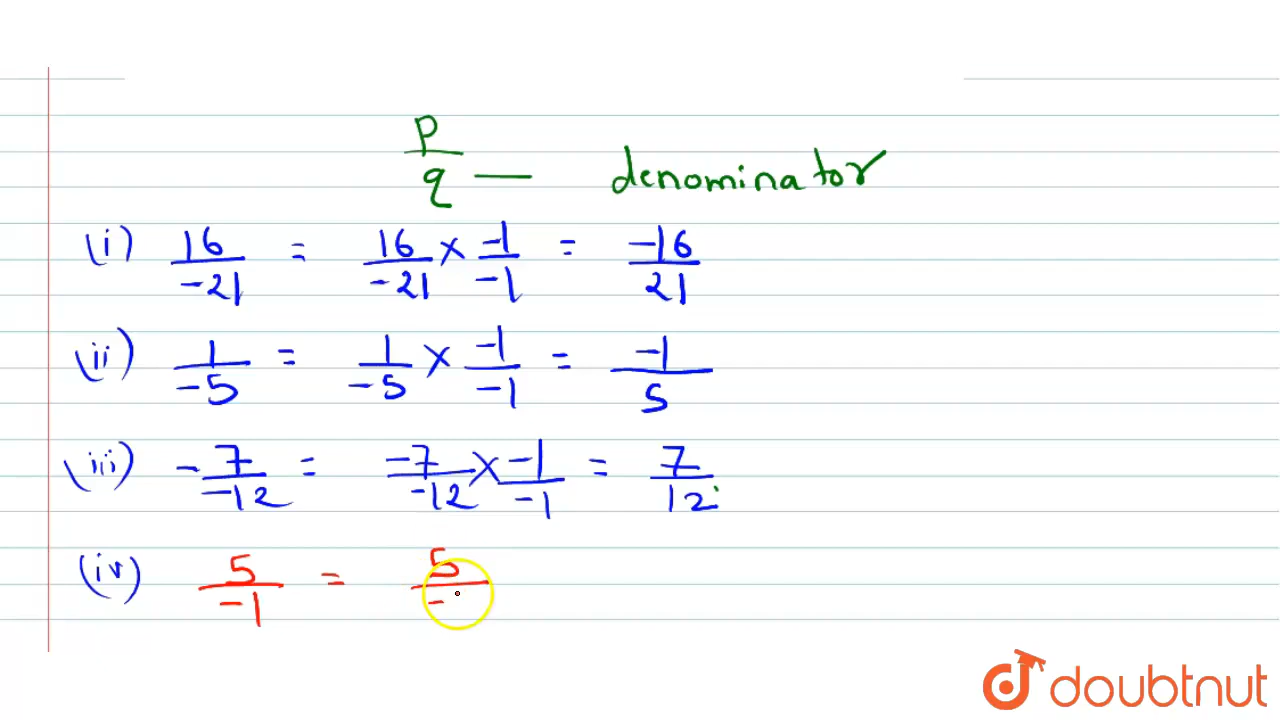 p
q — denominator
(i) 16/-21 = 16/-21 × -1/-1 = -16/21
(ii) 1/-5 = 1/-5 × -1/-1 = -1/5
(iii) -7/-12 = -7/-12 × -1/-1 = 7/12
(iv) 5/-1 = 5/-
doubtnut